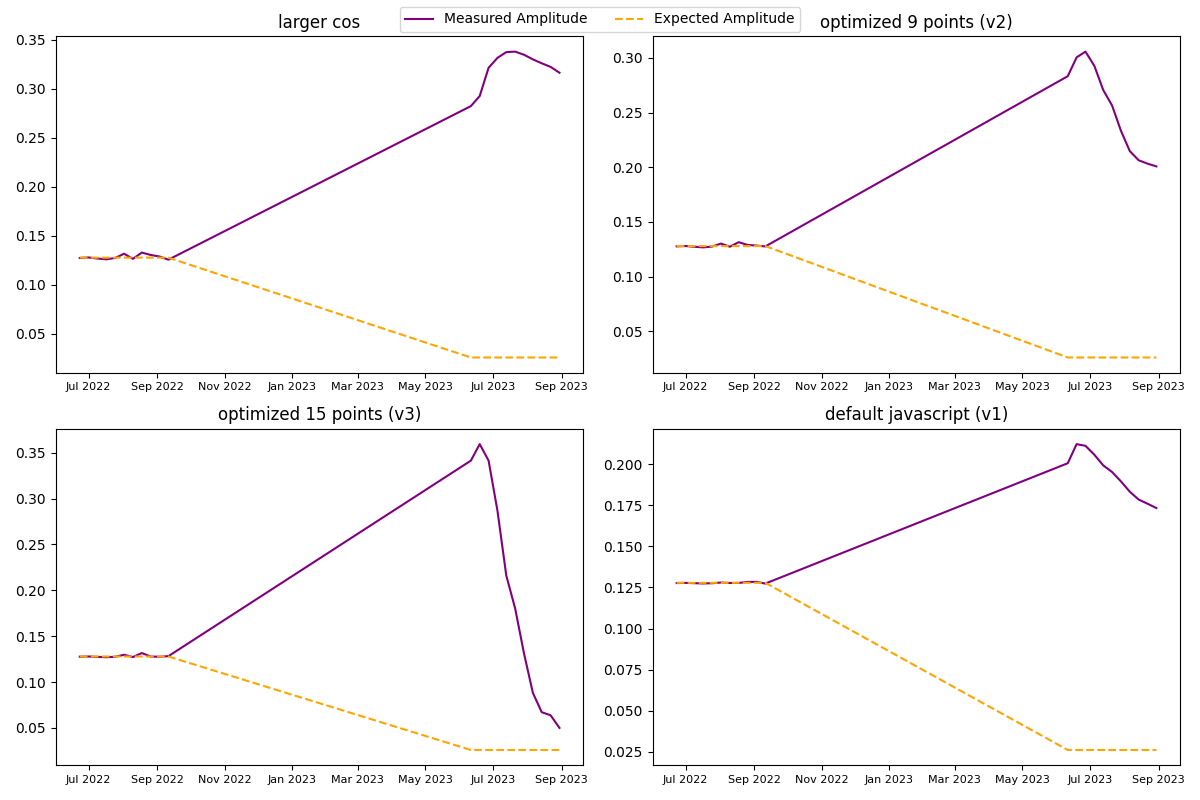 Measured Amplitude
Expected Amplitude
larger cos
0.35
0.30
0.25
0.20
0.15
0.10
0.05
Jul 2022 Sep 2022 Nov 2022 Jan 2023 Mar 2023 May 2023 Jul 2023 Sep 2023
optimized 9 points (v2)
0.30
0.25
0.20
0.15
0.10
0.05
Jul 2022 Sep 2022 Nov 2022 Jan 2023 Mar 2023 May 2023 Jul 2023 Sep 2023
optimized 15 points (v3)
0.35
0.30
0.25
0.20
0.15
0.10
0.05
Jul 2022 Sep 2022 Nov 2022 Jan 2023 Mar 2023 May 2023 Jul 2023 Sep 2023
default javascript (v1)
0.200
0.175
0.150
0.125
0.100
0.075
0.050
0.025
Jul 2022 Sep 2022 Nov 2022 Jan 2023 Mar 2023 May 2023 Jul 2023 Sep 2023